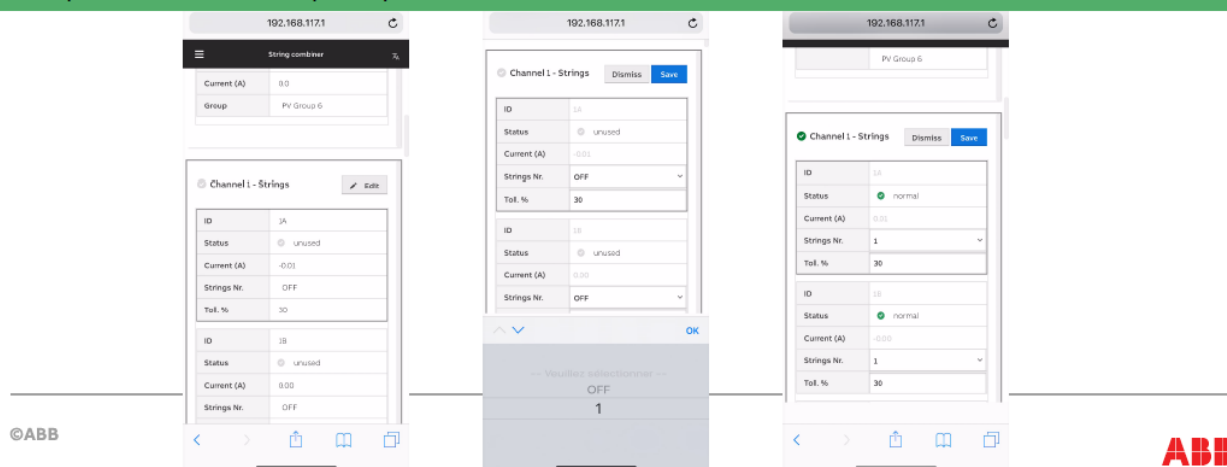 192.168.117.1
String combiner
Current (A) 0.0
Group PV Group 6
Channel 1 - Strings Edit
ID 1A
Status unused
Current (A) -0.01
Strings Nr. OFF
Toll. % 30
ID 1B
Status unused
Current (A) 0.00
Strings Nr. OFF
192.168.117.1
Channel 1 - Strings Dismiss Save
ID 1A
Status unused
Current (A) -0.01
Strings Nr. OFF
Toll. % 30
ID 1B
Status unused
Current (A) 0.00
Strings Nr. OFF
OK
-- Veuillez sélectionner --
OFF
1
192.168.117.1
PV Group 6
Channel 1 - Strings Dismiss Save
ID 1A
Status normal
Current (A) 0.01
Strings Nr. 1
Toll. % 30
ID 1B
Status normal
Current (A) -0.00
Strings Nr. 1
Toll. % 30
©ABB
ABB